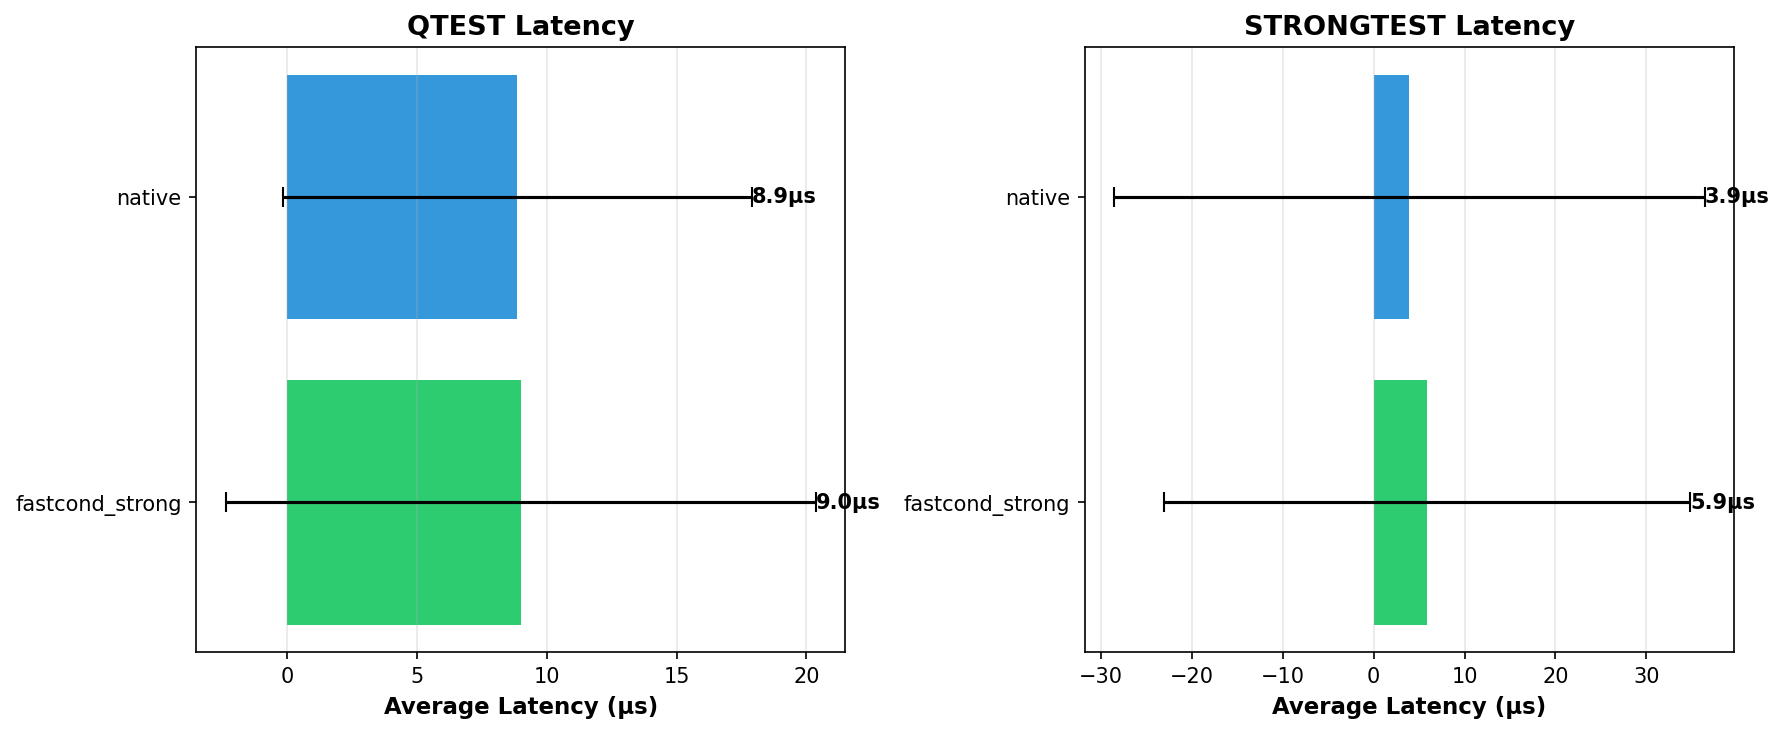 QTEST Latency
native
8.9μs
fastcond_strong
9.0μs
0 5 10 15 20
Average Latency (μs)
STRONGTEST Latency
native
3.9μs
fastcond_strong
5.9μs
−30 −20 −10 0 10 20 30
Average Latency (μs)